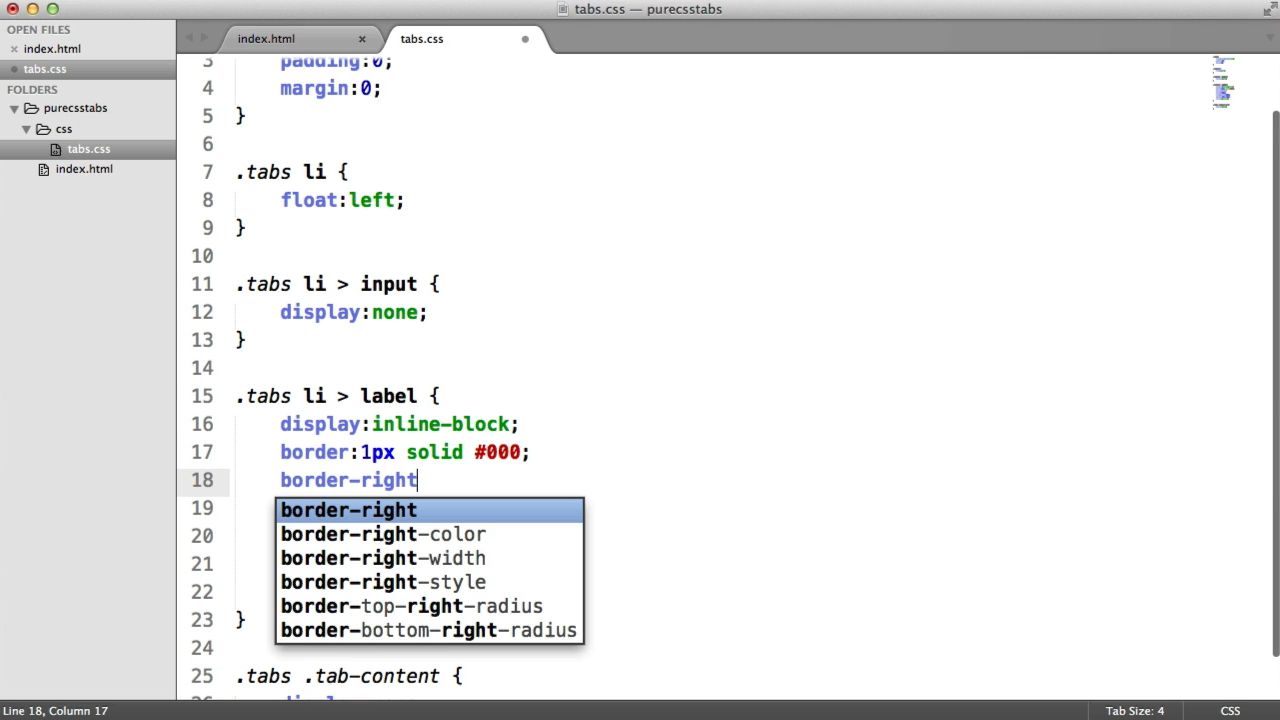 tabs.css — purecsstabs
OPEN FILES
index.html
tabs.css
FOLDERS
purecsstabs
css
tabs.css
index.html
index.html
tabs.css
3 padding:0;
4 margin:0;
5 }
6
7 .tabs li {
8 float:left;
9 }
10
11 .tabs li > input {
12 display:none;
13 }
14
15 .tabs li > label {
16 display:inline-block;
17 border:1px solid #000;
18 border-right
19
20
21
22
23 }
24
25 .tabs .tab-content {
border-right
border-right-color
border-right-width
border-right-style
border-top-right-radius
border-bottom-right-radius
Line 18, Column 17
Tab Size: 4
CSS